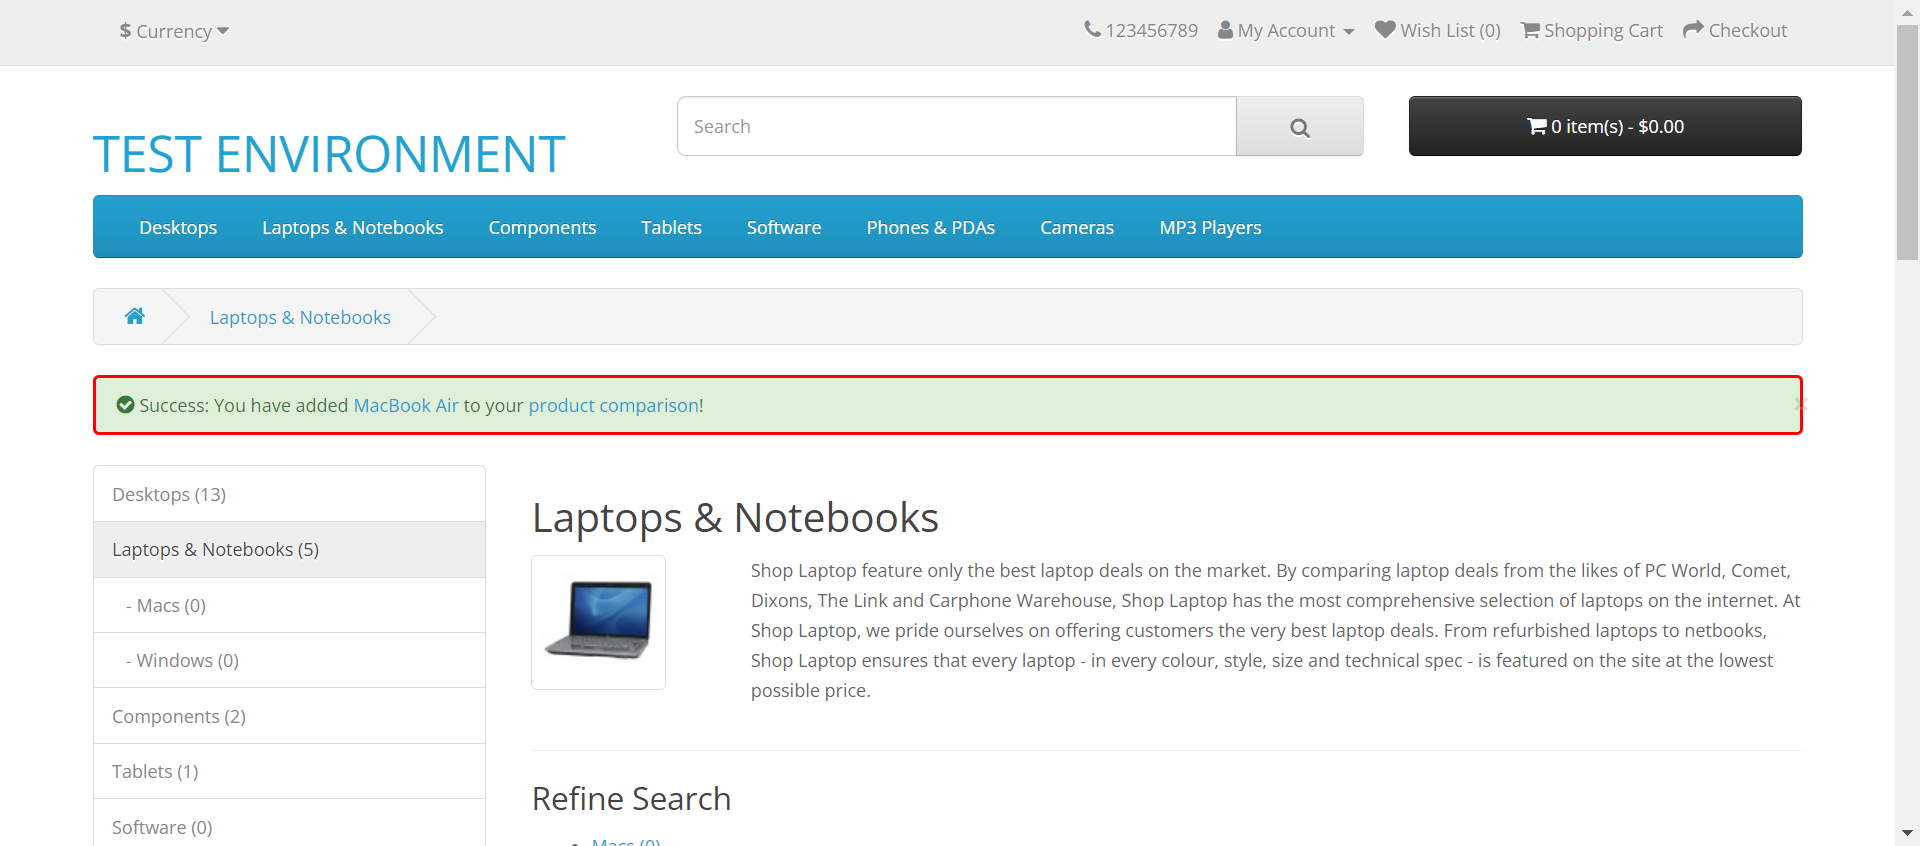 $ Currency
123456789 My Account Wish List (0) Shopping Cart Checkout
TEST ENVIRONMENT
Search
0 item(s) - $0.00
Desktops Laptops & Notebooks Components Tablets Software Phones & PDAs Cameras MP3 Players
Laptops & Notebooks
Success: You have added MacBook Air to your product comparison!
×
Desktops (13)
Laptops & Notebooks (5)
- Macs (0)
- Windows (0)
Components (2)
Tablets (1)
Software (0)
Laptops & Notebooks
Shop Laptop feature only the best laptop deals on the market. By comparing laptop deals from the likes of PC World, Comet,
Dixons, The Link and Carphone Warehouse, Shop Laptop has the most comprehensive selection of laptops on the internet. At
Shop Laptop, we pride ourselves on offering customers the very best laptop deals. From refurbished laptops to netbooks,
Shop Laptop ensures that every laptop - in every colour, style, size and technical spec - is featured on the site at the lowest
possible price.
Refine Search
Macs (0)